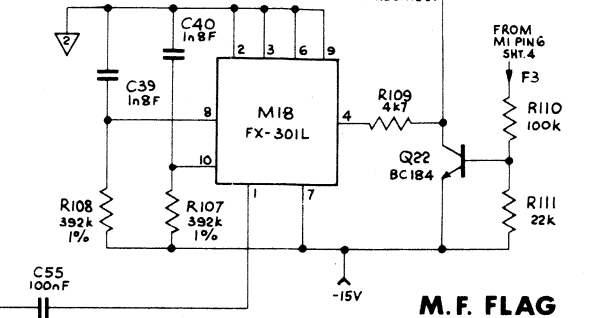 2
C40
1n8F
C39
1n8F
2
3
6
9
8
10
M18
FX-301L
4
1
7
R109
4k7
FROM
M1 PIN6
SHT.4
F3
R110
100k
Q22
BC184
R111
22k
R108
392k
1%
R107
392k
1%
C55
100nF
-15V
M.F. FLAG